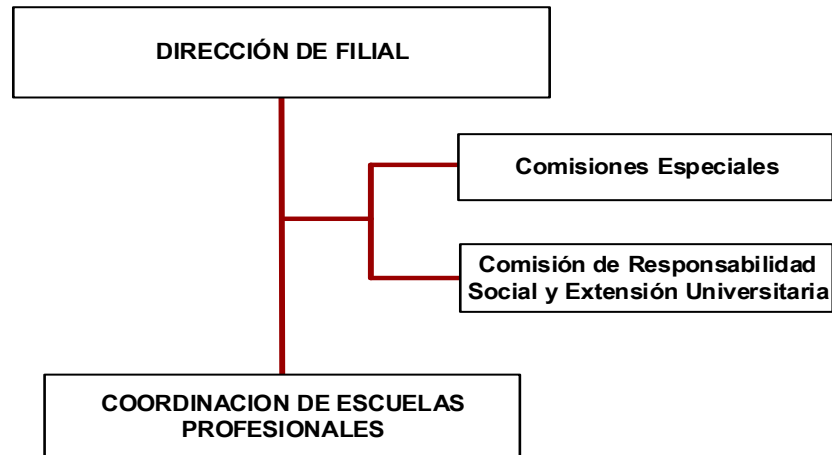 DIRECCIÓN DE FILIAL
Comisiones Especiales
Comisión de Responsabilidad
Social y Extensión Universitaria
COORDINACION DE ESCUELAS
PROFESIONALES